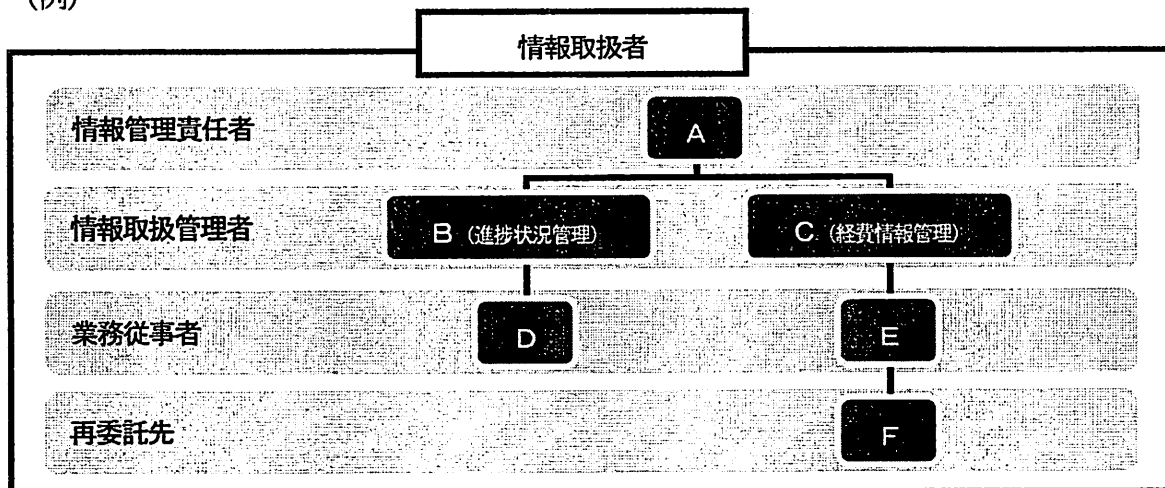 (例)
情報取扱者
情報管理責任者
A
情報取扱管理者
B (進捗状況管理)
C (経費情報管理)
業務従事者
D
E
再委託先
F